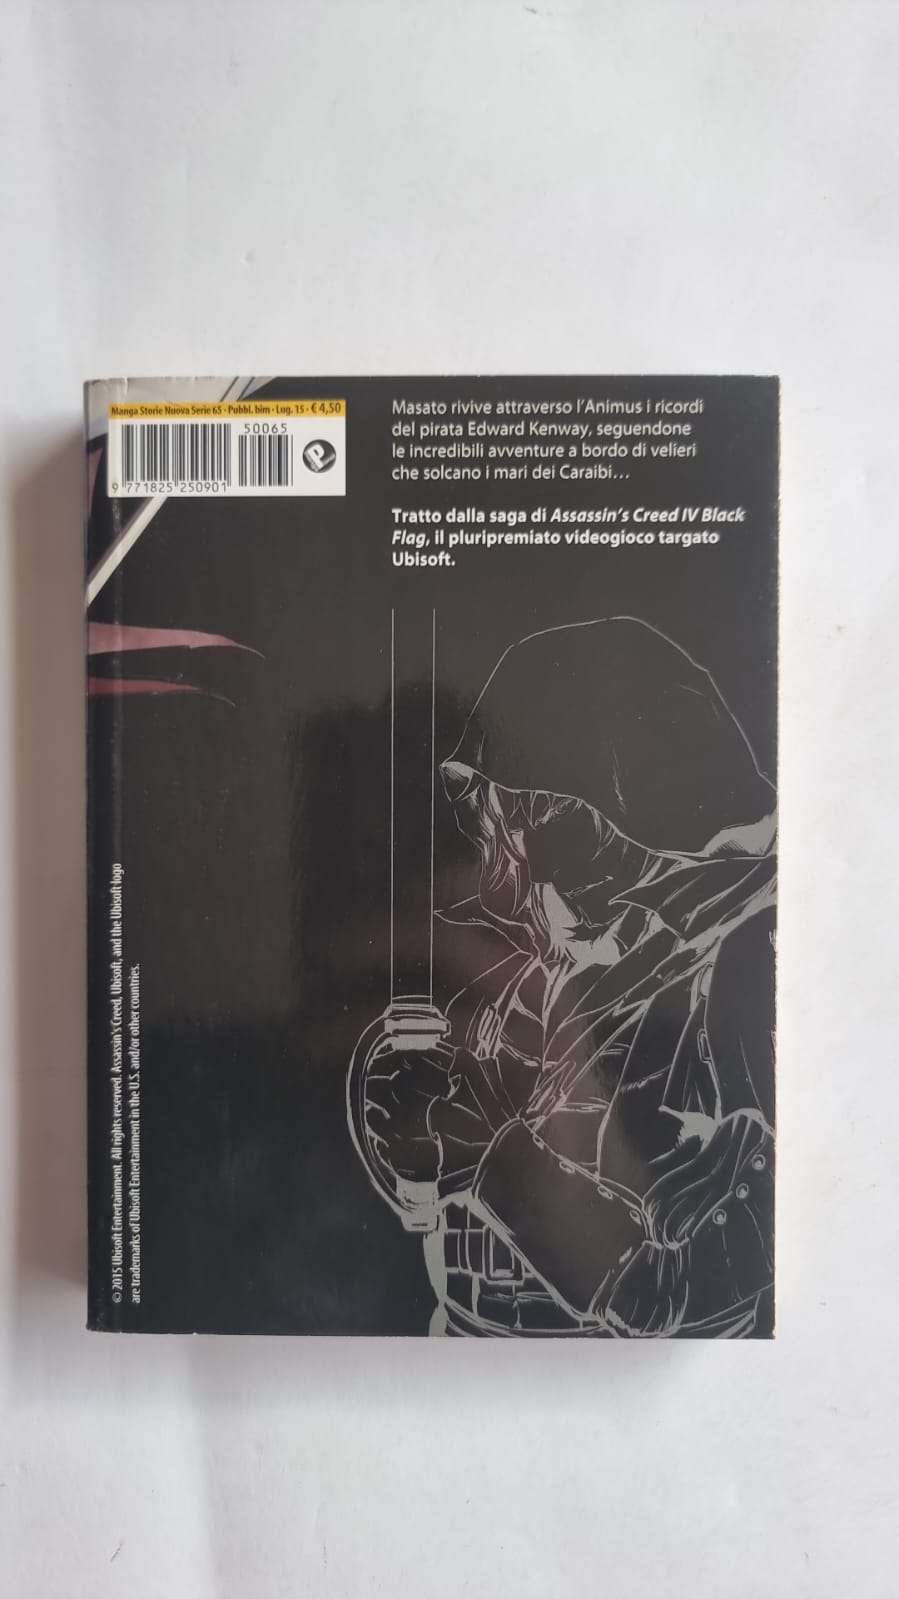 Manga Storie Nuova Serie 65 · Pubbl. bim · Lug. 15 · € 4,50
50065
9 771825 250901
P
Masato rivive attraverso l'Animus i ricordi
del pirata Edward Kenway, seguendone
le incredibili avventure a bordo di velieri
che solcano i mari dei Caraibi...
Tratto dalla saga di Assassin's Creed IV Black
Flag, il pluripremiato videogioco targato
Ubisoft.
© 2015 Ubisoft Entertainment. All rights reserved. Assassin's Creed, Ubisoft, and the Ubisoft logo
are trademarks of Ubisoft Entertainment in the U.S. and/or other countries.